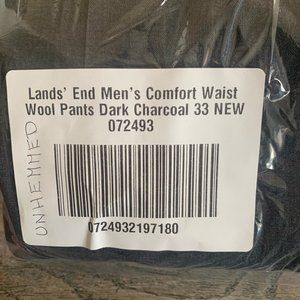 Lands' End Men's Comfort Waist
Wool Pants Dark Charcoal 33 NEW
072493
UNHEMMED
0724932197180